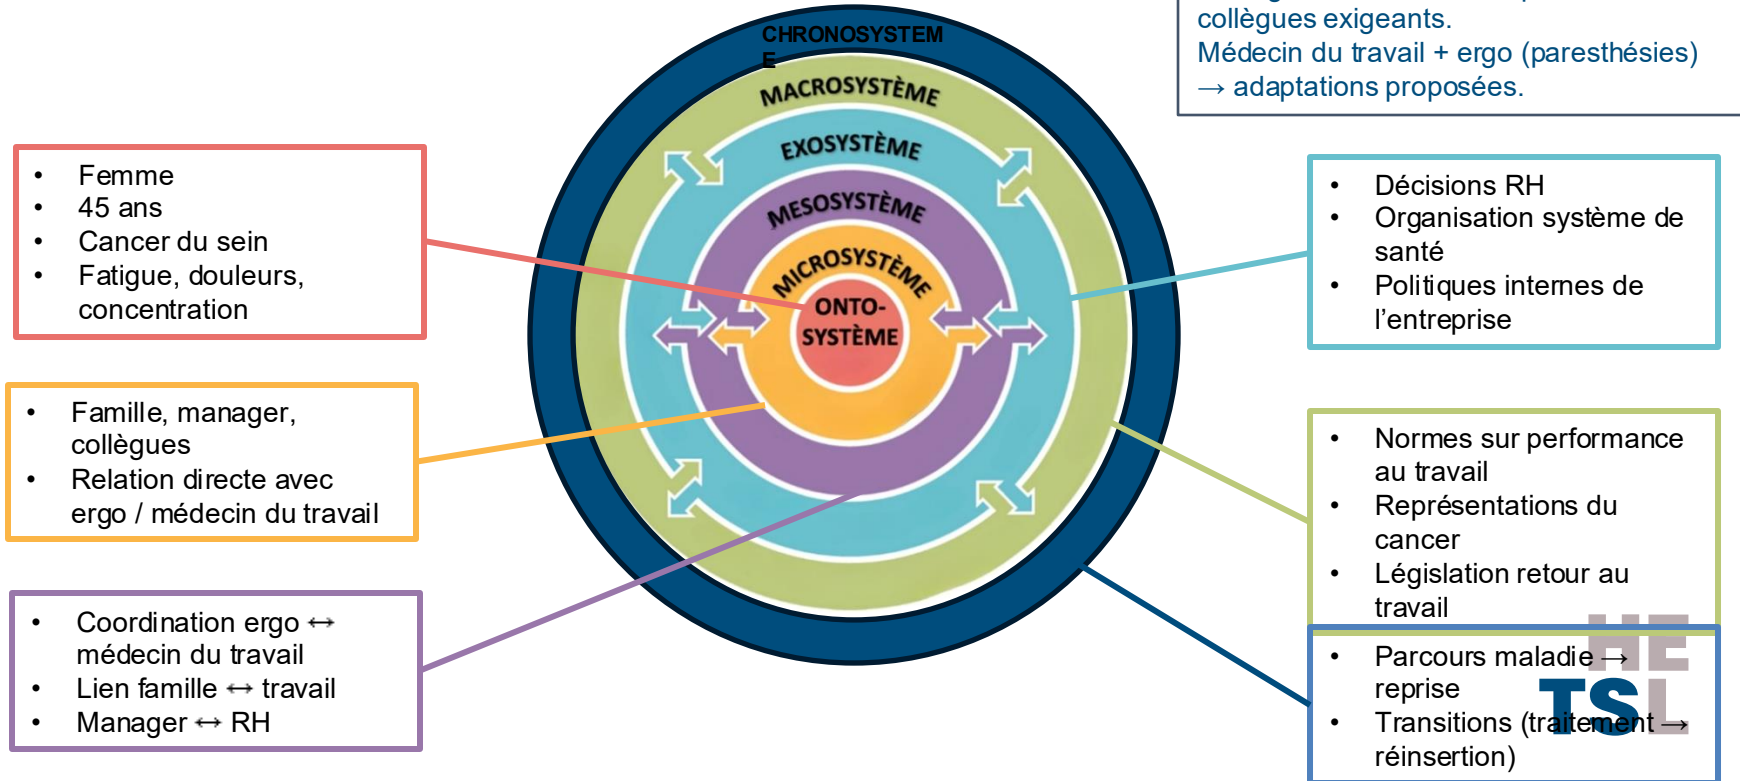 collègues exigeants.
Médecin du travail + ergo (paresthésies)
→ adaptations proposées.
CHRONOSYSTEM
E
MACROSYSTÈME
EXOSYSTÈME
MESOSYSTÈME
MICROSYSTÈME
ONTO-
SYSTÈME
• Femme
• 45 ans
• Cancer du sein
• Fatigue, douleurs,
concentration
• Famille, manager,
collègues
• Relation directe avec
ergo / médecin du travail
• Coordination ergo ↔
médecin du travail
• Lien famille ↔ travail
• Manager ↔ RH
• Décisions RH
• Organisation système de
santé
• Politiques internes de
l'entreprise
• Normes sur performance
au travail
• Représentations du
cancer
• Législation retour au
travail
• Parcours maladie →
reprise
• Transitions (traitement →
réinsertion)
HE
TSL